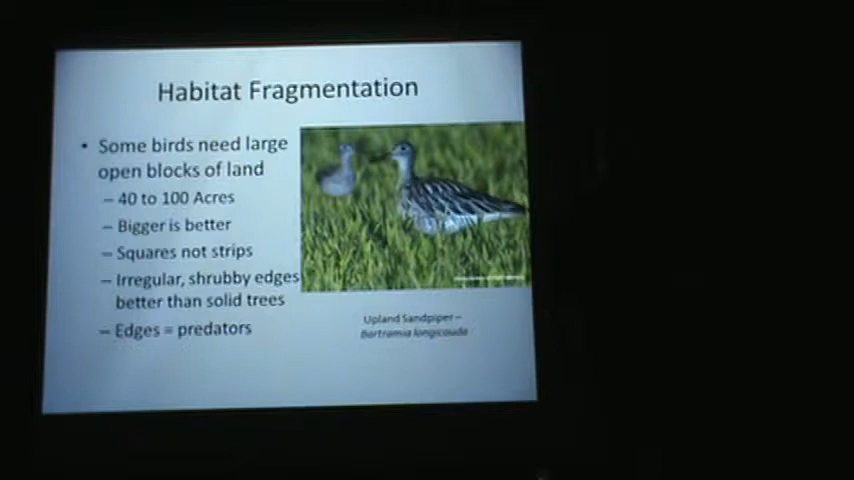 Habitat Fragmentation
• Some birds need large
open blocks of land
– 40 to 100 Acres
– Bigger is better
– Squares not strips
– Irregular, shrubby edges
better than solid trees
– Edges = predators
Upland Sandpiper –
Bartramia longicauda